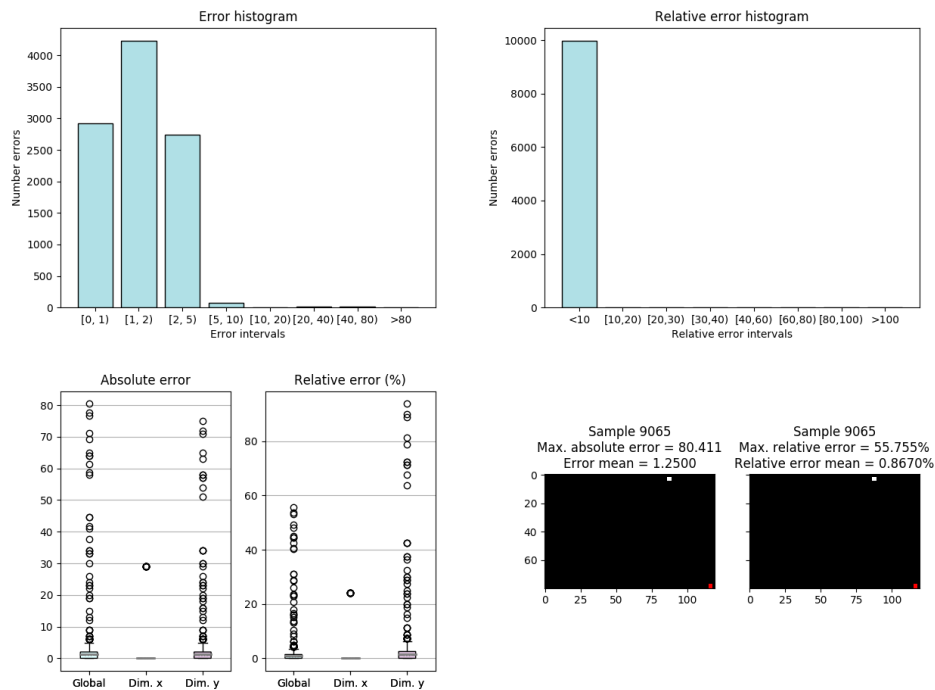 Error histogram
Number errors
4000
3500
3000
2500
2000
1500
1000
500
0
[0, 1) [1, 2) [2, 5) [5, 10) [10, 20) [20, 40) [40, 80) >80
Error intervals
Relative error histogram
Number errors
10000
8000
6000
4000
2000
0
<10 [10,20) [20,30) [30,40) [40,60) [60,80) [80,100) >100
Relative error intervals
Absolute error
80
70
60
50
40
30
20
10
0
Global Dim. x Dim. y
Relative error (%)
80
60
40
20
0
Global Dim. x Dim. y
Sample 9065
Max. absolute error = 80.411
Error mean = 1.2500
0
20
40
60
0 50 100
Sample 9065
Max. relative error = 55.755%
Relative error mean = 0.8670%
0
20
40
60
0 50 100